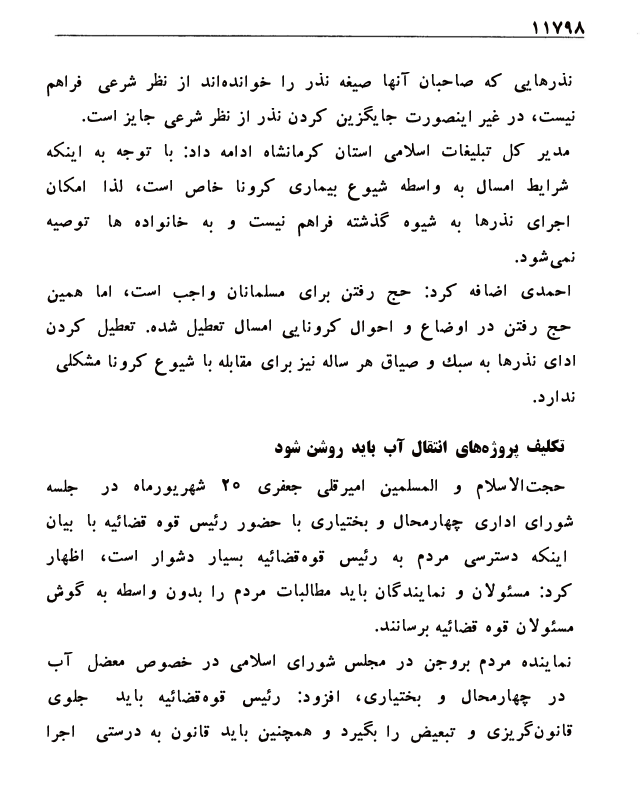 ۱۱۷۹۸
نذرهایی که صاحبان آنها صیغه نذر را خوانده‌اند از نظر شرعی فراهم
نیست، در غیر اینصورت جایگزین کردن نذر از نظر شرعی جایز است.
مدیر کل تبلیغات اسلامی استان کرمانشاه ادامه داد: با توجه به اینکه
شرایط امسال به واسطه شیوع بیماری کرونا خاص است، لذا امکان
اجرای نذرها به شیوه گذشته فراهم نیست و به خانواده ها توصیه
نمی‌شود.
احمدی اضافه کرد: حج رفتن برای مسلمانان واجب است، اما همین
حج رفتن در اوضاع و احوال کرونایی امسال تعطیل شده. تعطیل کردن
ادای نذرها به سبك و صیاق هر ساله نیز برای مقابله با شیوع کرونا مشکلی
ندارد.
تکلیف پروژه‌های انتقال آب باید روشن شود
حجت‌الاسلام و المسلمین امیرقلی جعفری ۲۵ شهریورماه در جلسه
شورای اداری چهارمحال و بختیاری با حضور رئیس قوه قضائیه با بیان
اینکه دسترسی مردم به رئیس قوه‌قضائیه بسیار دشوار است، اظهار
کرد: مسئولان و نمایندگان باید مطالبات مردم را بدون واسطه به گوش
مسئولان قوه قضائیه برسانند.
نماینده مردم بروجن در مجلس شورای اسلامی در خصوص معضل آب
در چهارمحال و بختیاری، افزود: رئیس قوه‌قضائیه باید جلوی
قانون‌گریزی و تبعیض را بگیرد و همچنین باید قانون به درستی اجرا